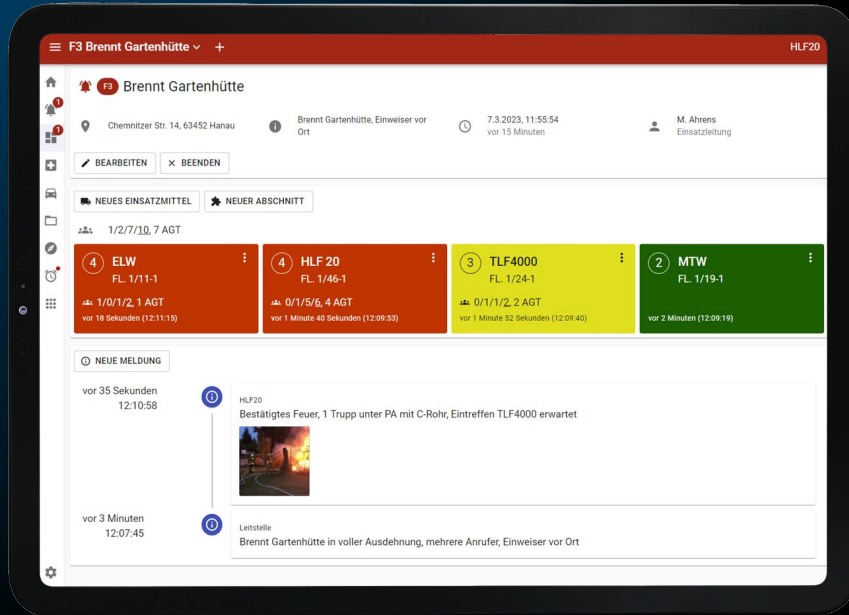 F3 Brennt Gartenhütte
HLF20
F3 Brennt Gartenhütte
1
1
Chemnitzer Str. 14, 63452 Hanau
Brennt Gartenhütte, Einweiser vor
Ort
7.3.2023, 11:55:54
vor 15 Minuten
M. Ahrens
Einsatzleitung
BEARBEITEN
BEENDEN
NEUES EINSATZMITTEL
NEUER ABSCHNITT
1/2/7/10, 7 AGT
4 ELW
FL. 1/11-1
1/0/1/2, 1 AGT
vor 18 Sekunden (12:11:15)
4 HLF 20
FL. 1/46-1
0/1/5/6, 4 AGT
vor 1 Minute 40 Sekunden (12:09:53)
3 TLF4000
FL. 1/24-1
0/1/1/2, 2 AGT
vor 1 Minute 52 Sekunden (12:09:40)
2 MTW
FL. 1/19-1
vor 2 Minuten (12:09:19)
NEUE MELDUNG
vor 35 Sekunden
12:10:58
HLF20
Bestätigtes Feuer, 1 Trupp unter PA mit C-Rohr, Eintreffen TLF4000 erwartet
vor 3 Minuten
12:07:45
Leitstelle
Brennt Gartenhütte in voller Ausdehnung, mehrere Anrufer, Einweiser vor Ort